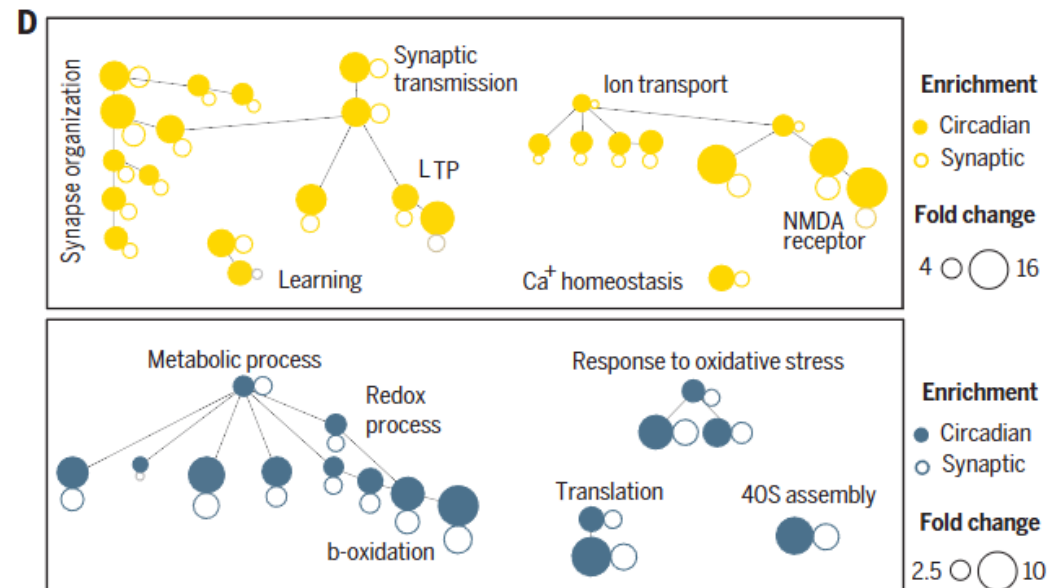 D
Synapse organization
Synaptic
transmission
LTP
Learning
Ion transport
NMDA
receptor
Ca+ homeostasis
Enrichment
Circadian
Synaptic
Fold change
4 16
Metabolic process
Redox
process
b-oxidation
Response to oxidative stress
Translation
40S assembly
Enrichment
Circadian
Synaptic
Fold change
2.5 10